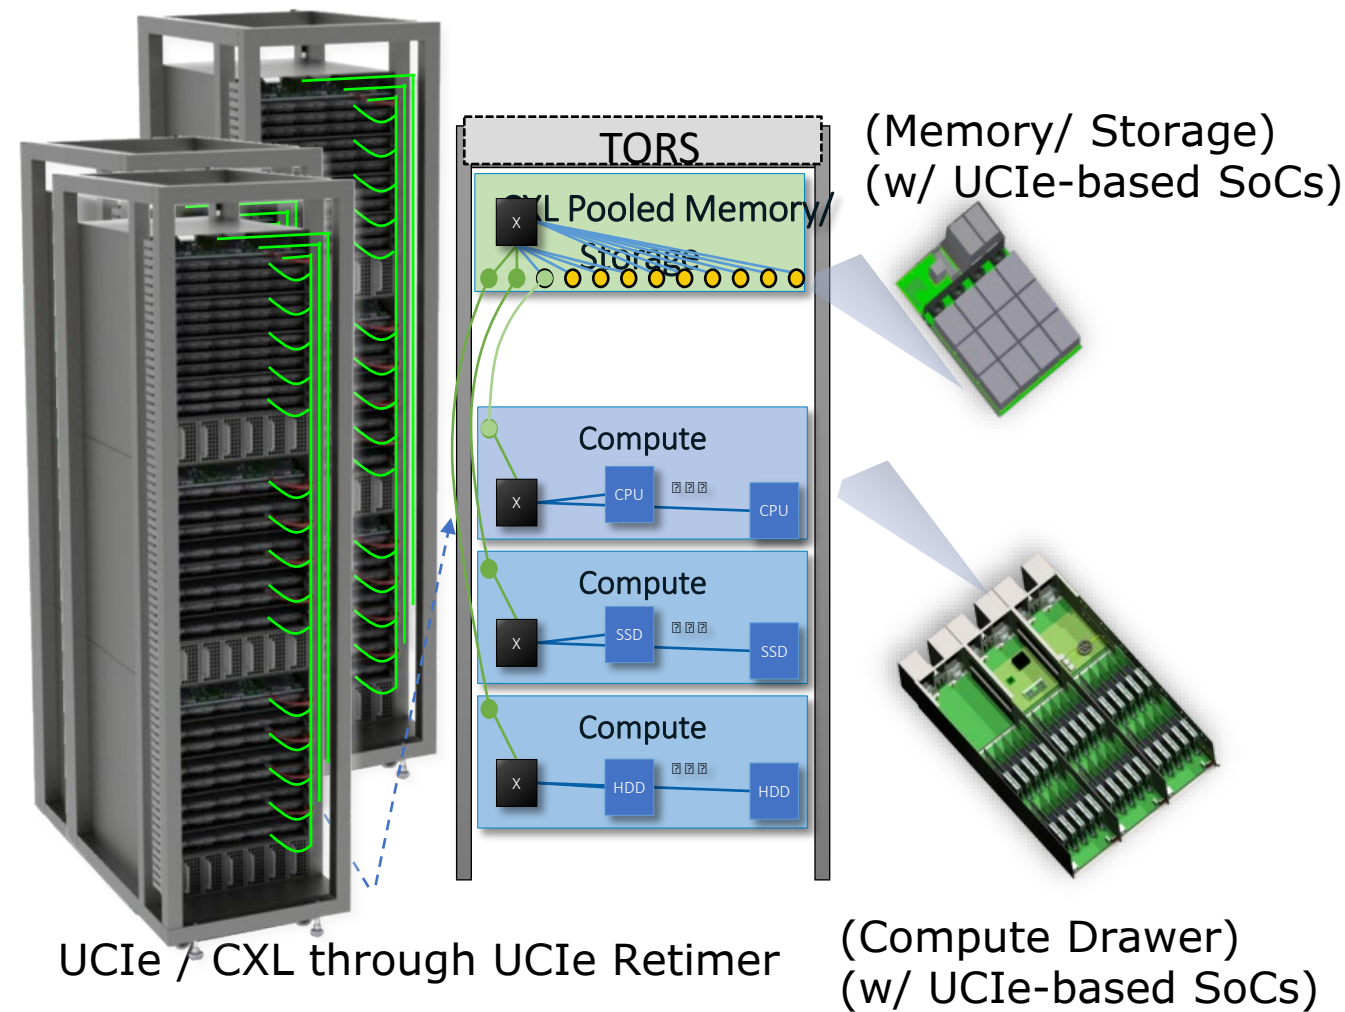 TORS
CXL Pooled Memory/
Storage
X
(Memory/ Storage)
(w/ UCIe-based SoCs)
Compute
X
CPU
CPU
Compute
X
SSD
SSD
Compute
X
HDD
HDD
UCIe / CXL through UCIe Retimer
(Compute Drawer)
(w/ UCIe-based SoCs)